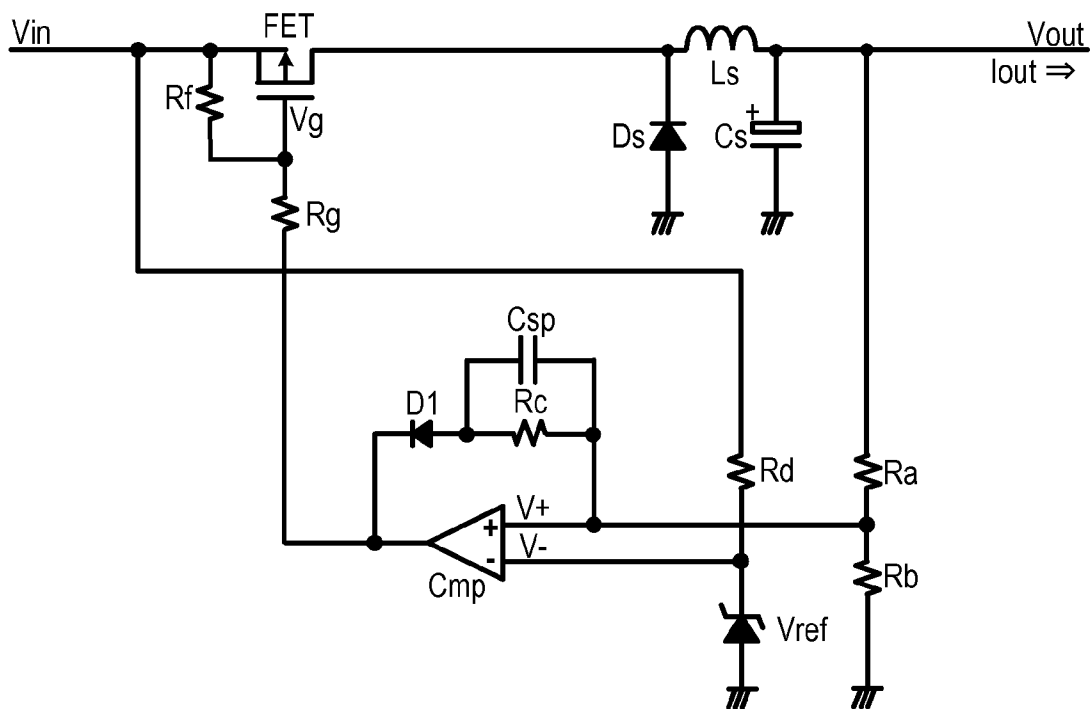 Vin
FET
Vout
Iout ⇒
Rf
Vg
Ls
Ds
+
Cs
Rg
Csp
D1
Rc
Rd
Ra
V+
+
V-
-
Cmp
Rb
Vref